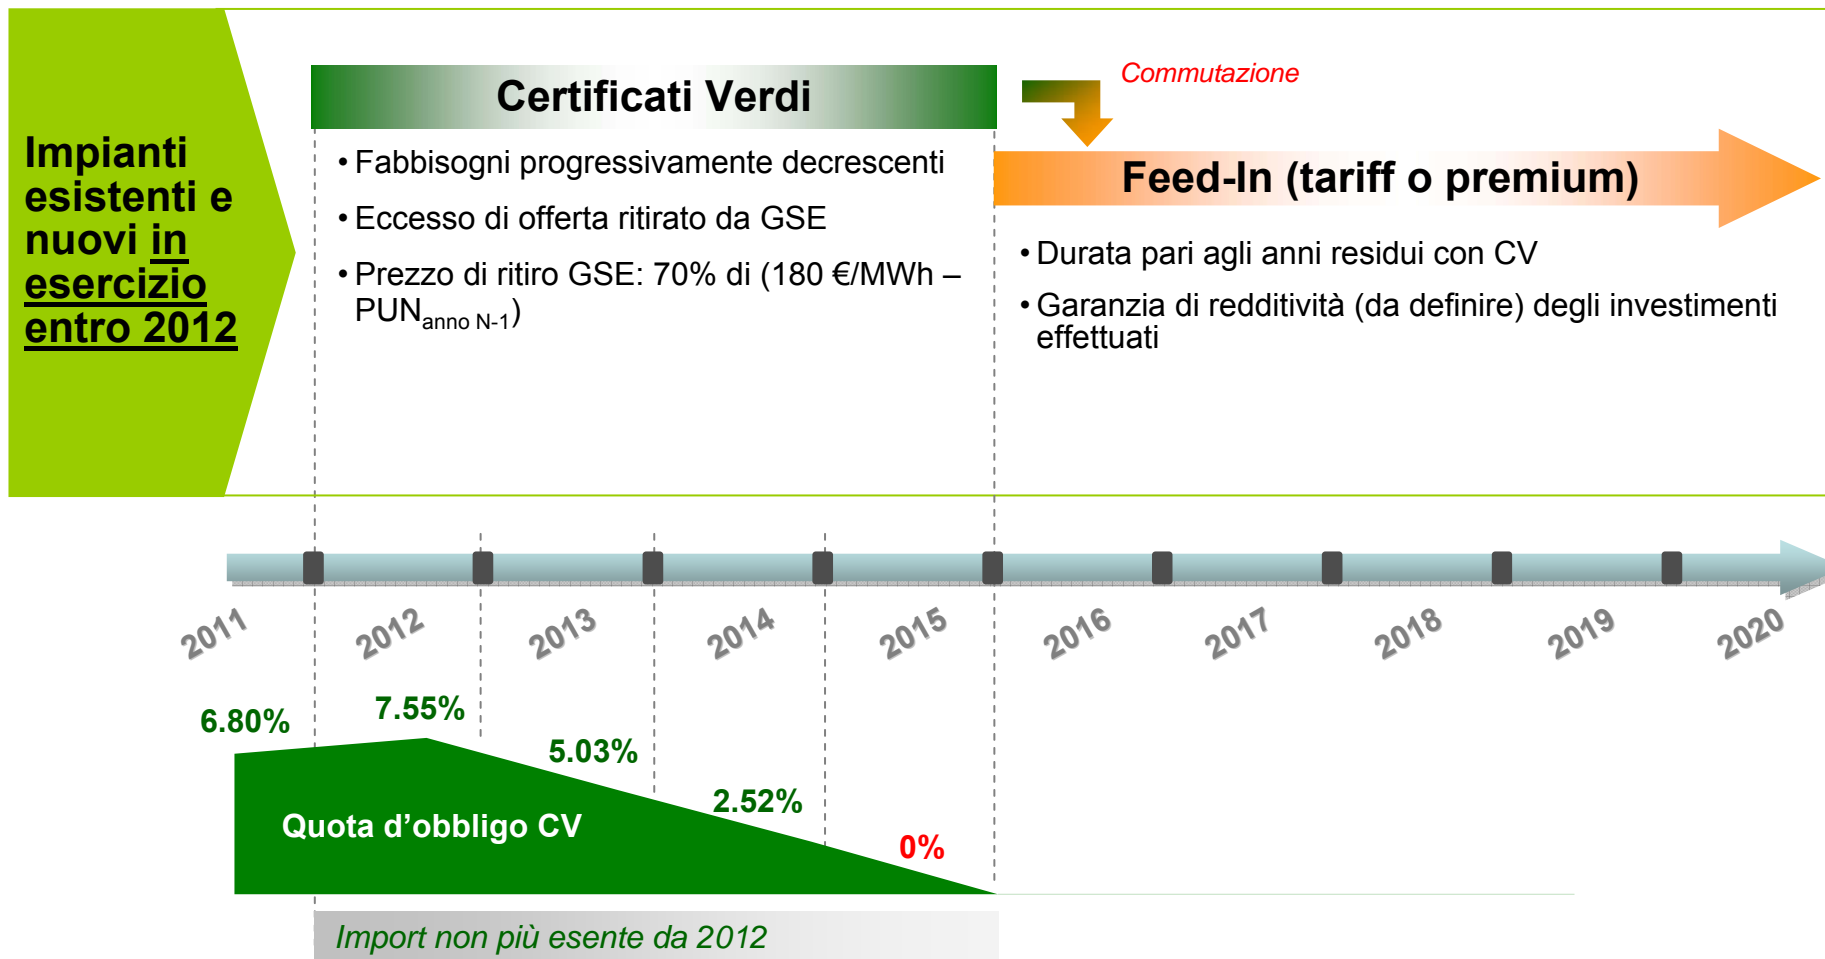 Impianti
esistenti e
nuovi in
esercizio
entro 2012
Certificati Verdi
• Fabbisogni progressivamente decrescenti
• Eccesso di offerta ritirato da GSE
• Prezzo di ritiro GSE: 70% di (180 €/MWh –
PUNanno N-1)
Commutazione
Feed-In (tariff o premium)
• Durata pari agli anni residui con CV
• Garanzia di redditività (da definire) degli investimenti
effettuati
2011 2012 2013 2014 2015 2016 2017 2018 2019 2020
6.80% 7.55% 5.03% 2.52% 0%
Quota d’obbligo CV
Import non più esente da 2012